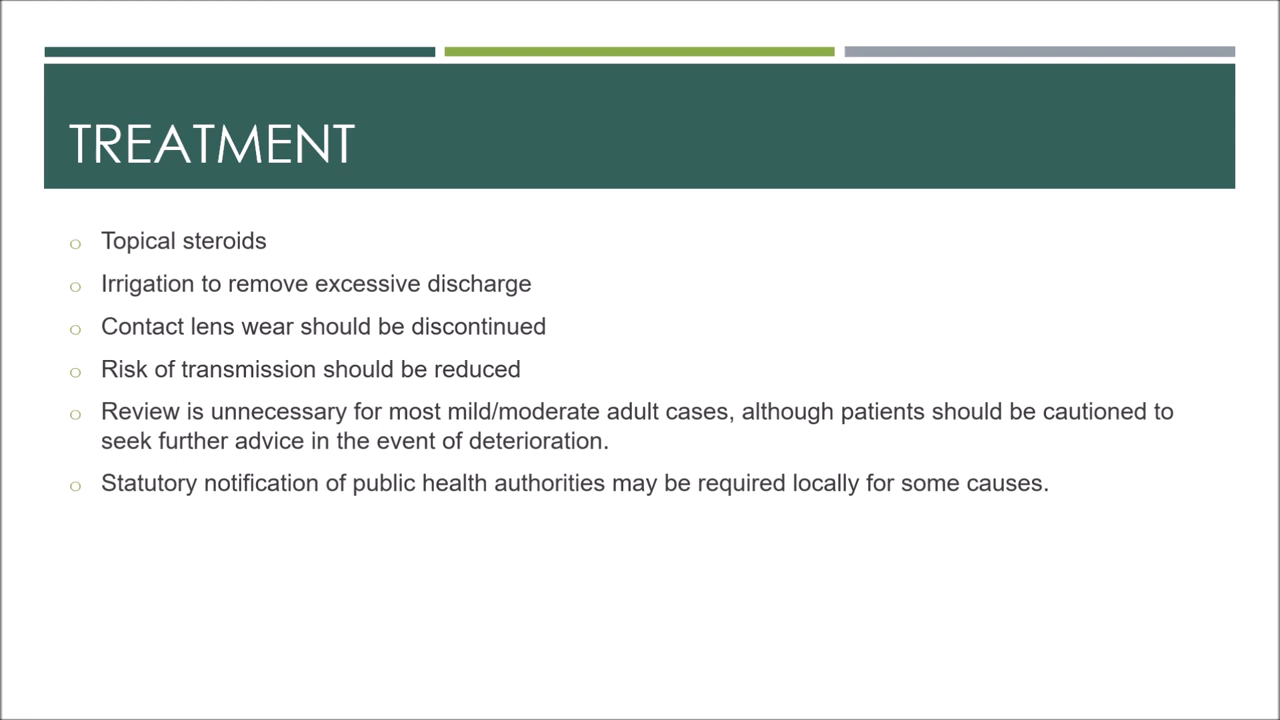 TREATMENT
o Topical steroids
o Irrigation to remove excessive discharge
o Contact lens wear should be discontinued
o Risk of transmission should be reduced
o Review is unnecessary for most mild/moderate adult cases, although patients should be cautioned to
seek further advice in the event of deterioration.
o Statutory notification of public health authorities may be required locally for some causes.